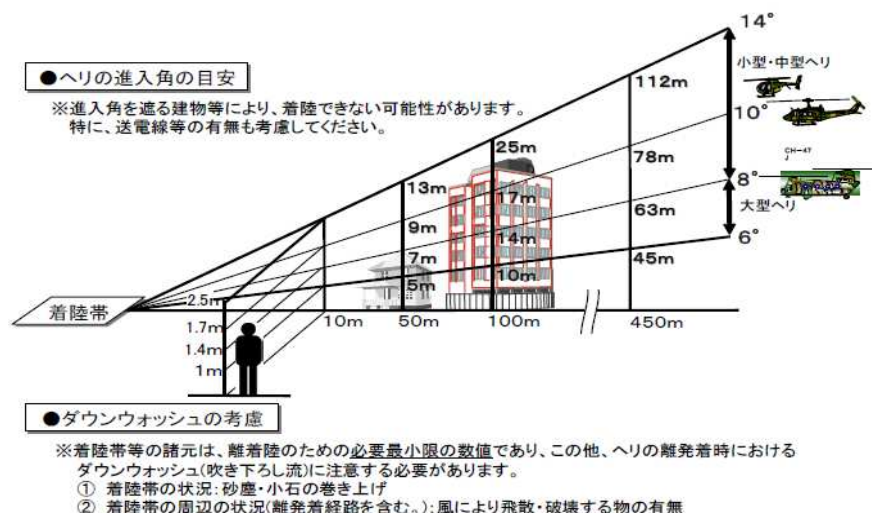 14°
●ヘリの進入角の目安
小型・中型ヘリ
※進入角を遮る建物等により、着陸できない可能性があります。
特に、送電線等の有無も考慮してください。
112m
10°
25m
78m
CH-47
J
13m
17m
8°
9m
63m
大型ヘリ
14m
7m
6°
10m
45m
5m
2.5m
着陸帯
10m
50m
100m
450m
1.7m
1.4m
1m
●ダウンウォッシュの考慮
※着陸帯等の諸元は、離着陸のための必要最小限の数値であり、この他、ヘリの離発着時における
ダウンウォッシュ(吹き下ろし流)に注意する必要があります。
① 着陸帯の状況:砂塵・小石の巻き上げ
② 着陸帯の周辺の状況(離発着経路を含む。):風により飛散・破壊する物の有無